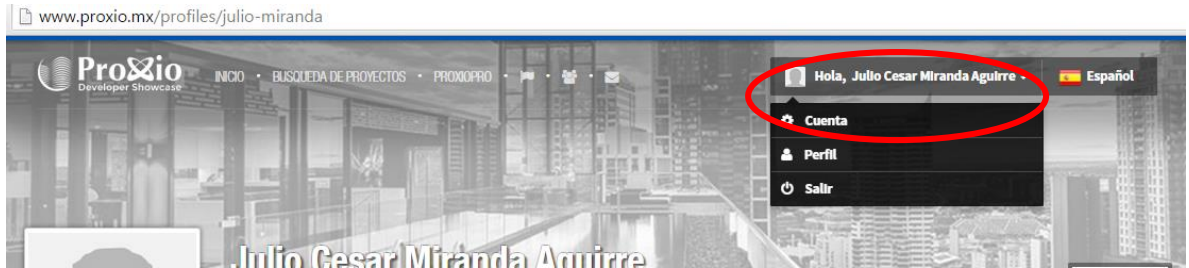 www.proxio.mx/profiles/julio-miranda
Proxio
Developer Showcase
INICIO · BUSQUEDA DE PROYECTOS · PROXIOPRO
Hola, Julio Cesar Miranda Aguirre
Español
Cuenta
Perfil
Salir
Julio Cesar Miranda Aguirre